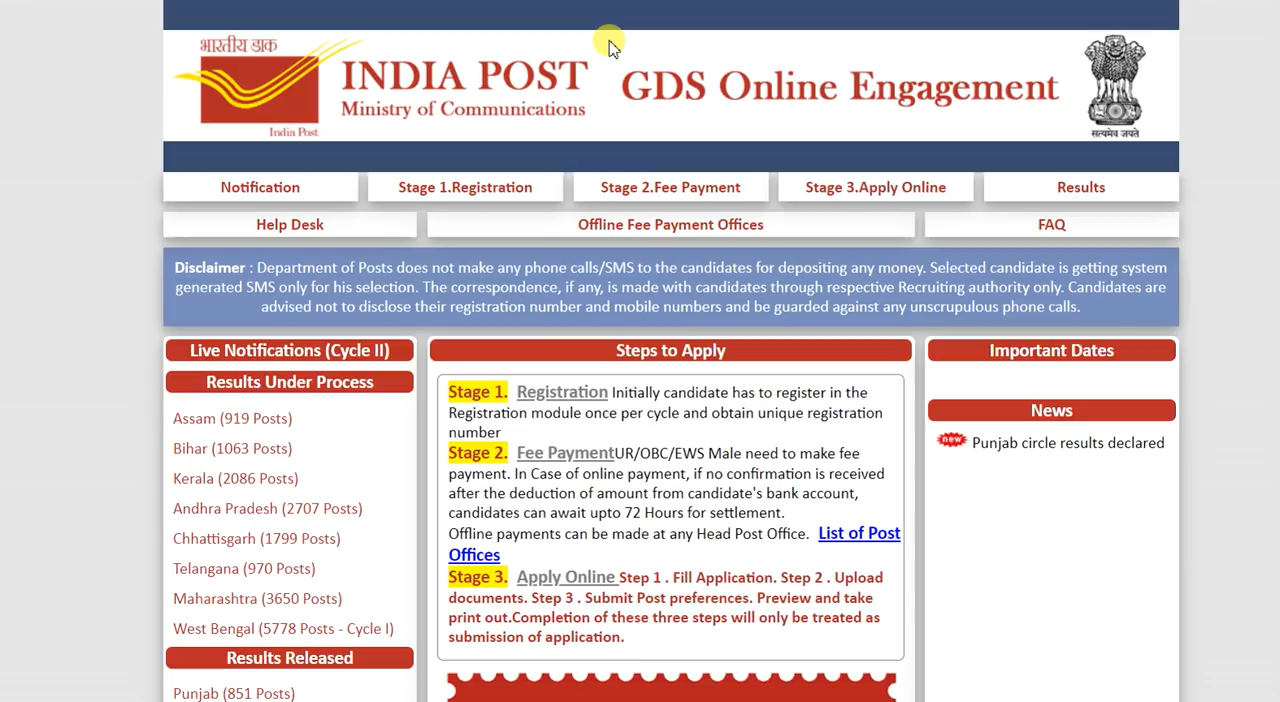 भारतीय डाक
India Post
INDIA POST
Ministry of Communications
GDS Online Engagement
सत्यमेव जयते
Notification
Stage 1.Registration
Stage 2.Fee Payment
Stage 3.Apply Online
Results
Help Desk
Offline Fee Payment Offices
FAQ
Disclaimer : Department of Posts does not make any phone calls/SMS to the candidates for depositing any money. Selected candidate is getting system
generated SMS only for his selection. The correspondence, if any, is made with candidates through respective Recruiting authority only. Candidates are
advised not to disclose their registration number and mobile numbers and be guarded against any unscrupulous phone calls.
Live Notifications (Cycle II)
Results Under Process
Assam (919 Posts)
Bihar (1063 Posts)
Kerala (2086 Posts)
Andhra Pradesh (2707 Posts)
Chhattisgarh (1799 Posts)
Telangana (970 Posts)
Maharashtra (3650 Posts)
West Bengal (5778 Posts - Cycle I)
Results Released
Punjab (851 Posts)
Steps to Apply
Stage 1. Registration Initially candidate has to register in the
Registration module once per cycle and obtain unique registration
number
Stage 2. Fee PaymentUR/OBC/EWS Male need to make fee
payment. In Case of online payment, if no confirmation is received
after the deduction of amount from candidate's bank account,
candidates can await upto 72 Hours for settlement.
Offline payments can be made at any Head Post Office. List of Post
Offices
Stage 3. Apply Online Step 1 . Fill Application. Step 2 . Upload
documents. Step 3 . Submit Post preferences. Preview and take
print out.Completion of these three steps will only be treated as
submission of application.
Important Dates
News
new Punjab circle results declared